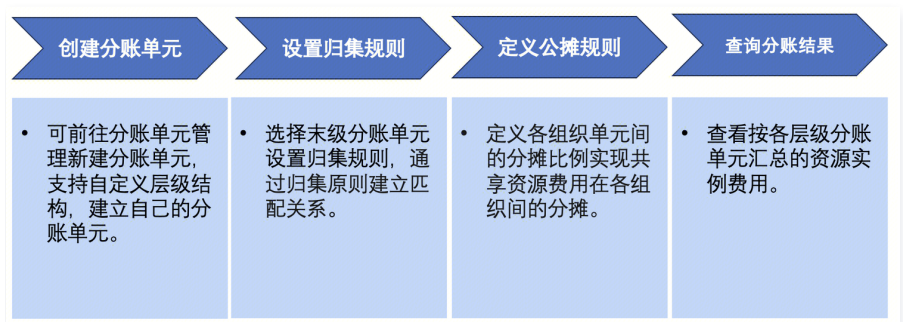 创建分账单元
设置归集规则
定义公摊规则
查询分账结果
• 可前往分账单元管
理新建分账单元，
支持自定义层级结
构，建立自己的分
账单元。
• 选择末级分账单元
设置归集规则，通
过归集原则建立匹
配关系。
• 定义各组织单元间
的分摊比例实现共
享资源费用在各组
织间的分摊。
• 查看按各层级分账
单元汇总的资源实
例费用。